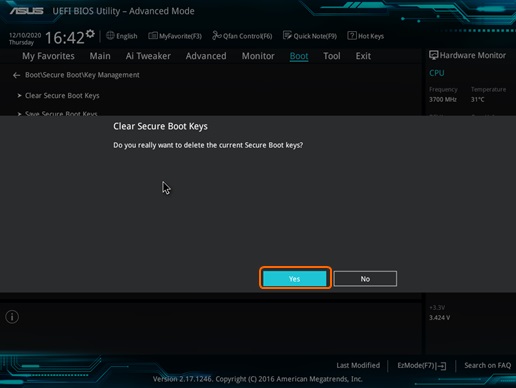 ASUS UEFI BIOS Utility – Advanced Mode
12/10/2020
Thursday
16:42
English
MyFavorite(F3)
Qfan Control(F6)
Quick Note(F9)
Hot Keys
My Favorites
Main
Ai Tweaker
Advanced
Monitor
Boot
Tool
Exit
Hardware Monitor
Boot\Secure Boot\Key Management
CPU
Clear Secure Boot Keys
Frequency
Temperature
3700 MHz
31°C
Save Secure Boot Keys
Clear Secure Boot Keys
Do you really want to delete the current Secure Boot keys?
Yes
No
+3.3V
3.424 V
Last Modified
EzMode(F7)
Search on FAQ
Version 2.17.1246. Copyright (C) 2016 American Megatrends, Inc.